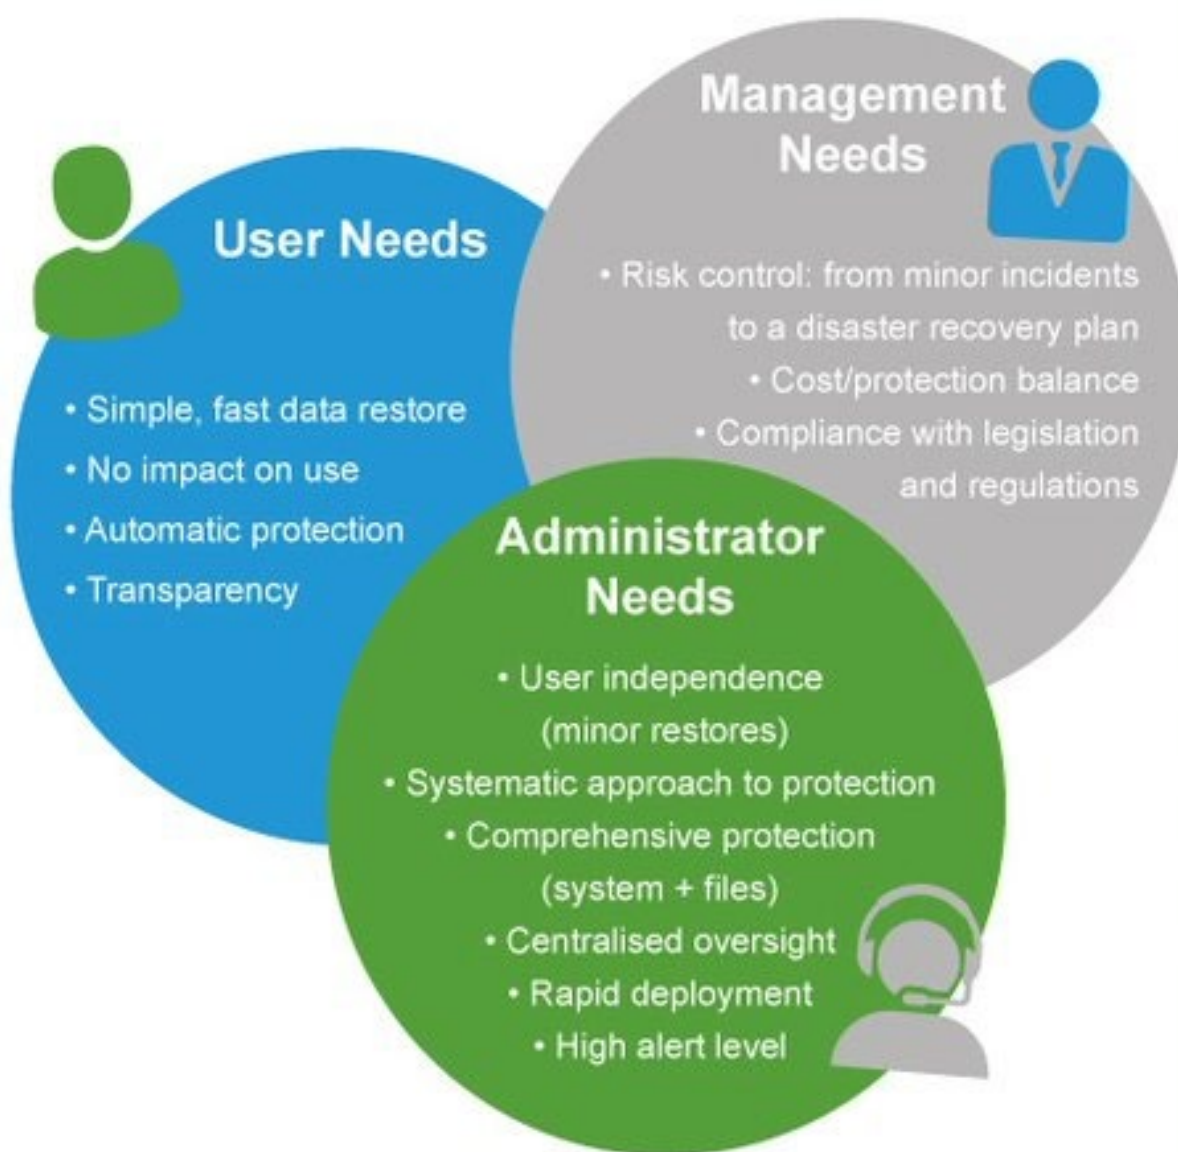 Management
Needs
• Risk control: from minor incidents
to a disaster recovery plan
• Cost/protection balance
• Compliance with legislation
and regulations
User Needs
• Simple, fast data restore
• No impact on use
• Automatic protection
• Transparency
Administrator
Needs
• User independence
(minor restores)
• Systematic approach to protection
• Comprehensive protection
(system + files)
• Centralised oversight
• Rapid deployment
• High alert level